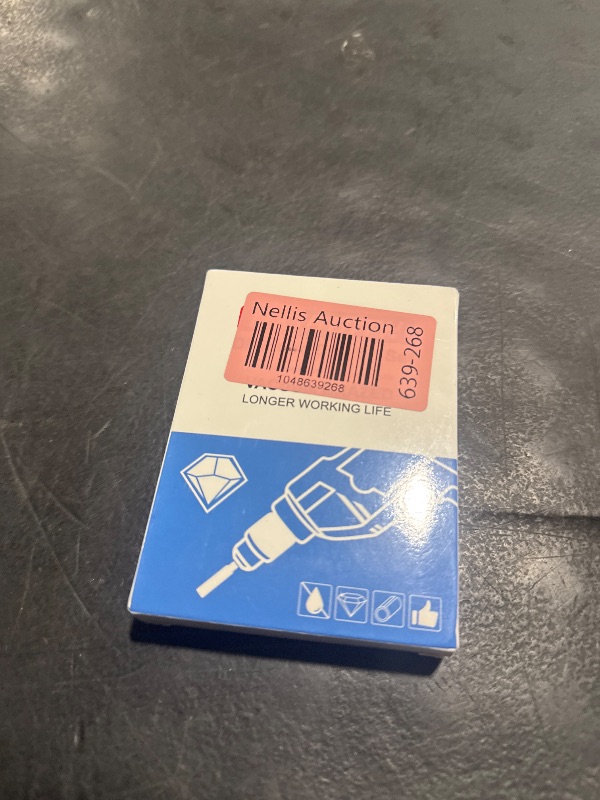 Nellis Auction
1048639268
639-268
LONGER WORKING LIFE